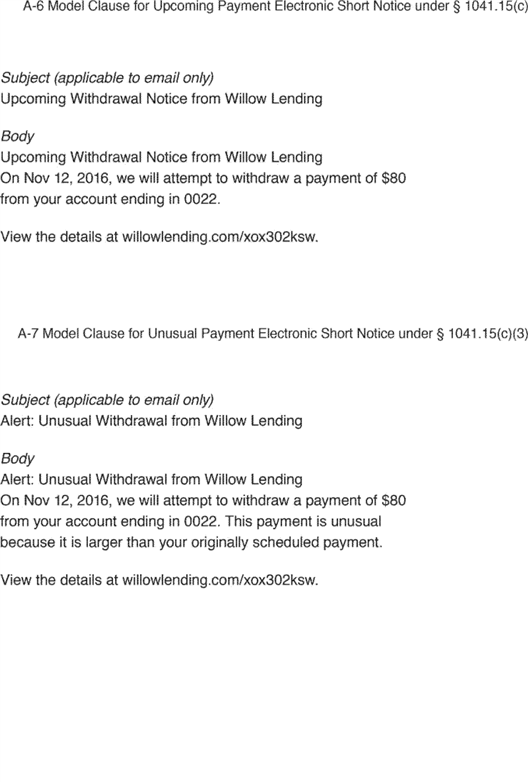 A-6 Model Clause for Upcoming Payment Electronic Short Notice under § 1041.15(c)
Subject (applicable to email only)
Upcoming Withdrawal Notice from Willow Lending
Body
Upcoming Withdrawal Notice from Willow Lending
On Nov 12, 2016, we will attempt to withdraw a payment of $80
from your account ending in 0022.
View the details at willowlending.com/xox302ksw.
A-7 Model Clause for Unusual Payment Electronic Short Notice under § 1041.15(c)(3)
Subject (applicable to email only)
Alert: Unusual Withdrawal from Willow Lending
Body
Alert: Unusual Withdrawal from Willow Lending
On Nov 12, 2016, we will attempt to withdraw a payment of $80
from your account ending in 0022. This payment is unusual
because it is larger than your originally scheduled payment.
View the details at willowlending.com/xox302ksw.